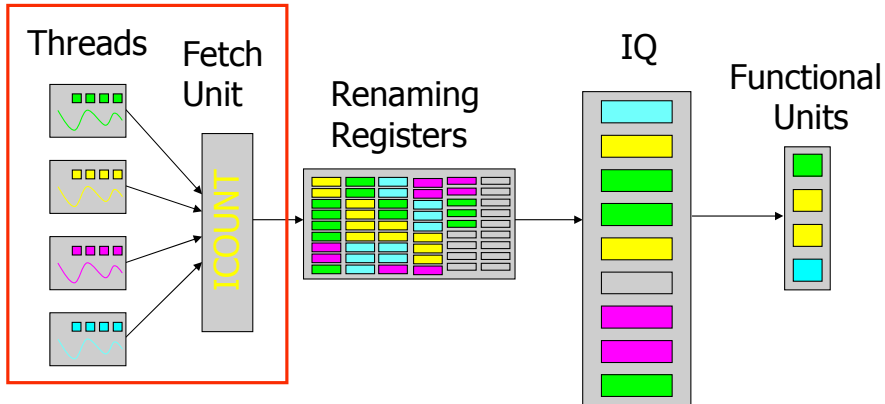 Threads
Fetch
Unit
ICOUNT
Renaming
Registers
IQ
Functional
Units